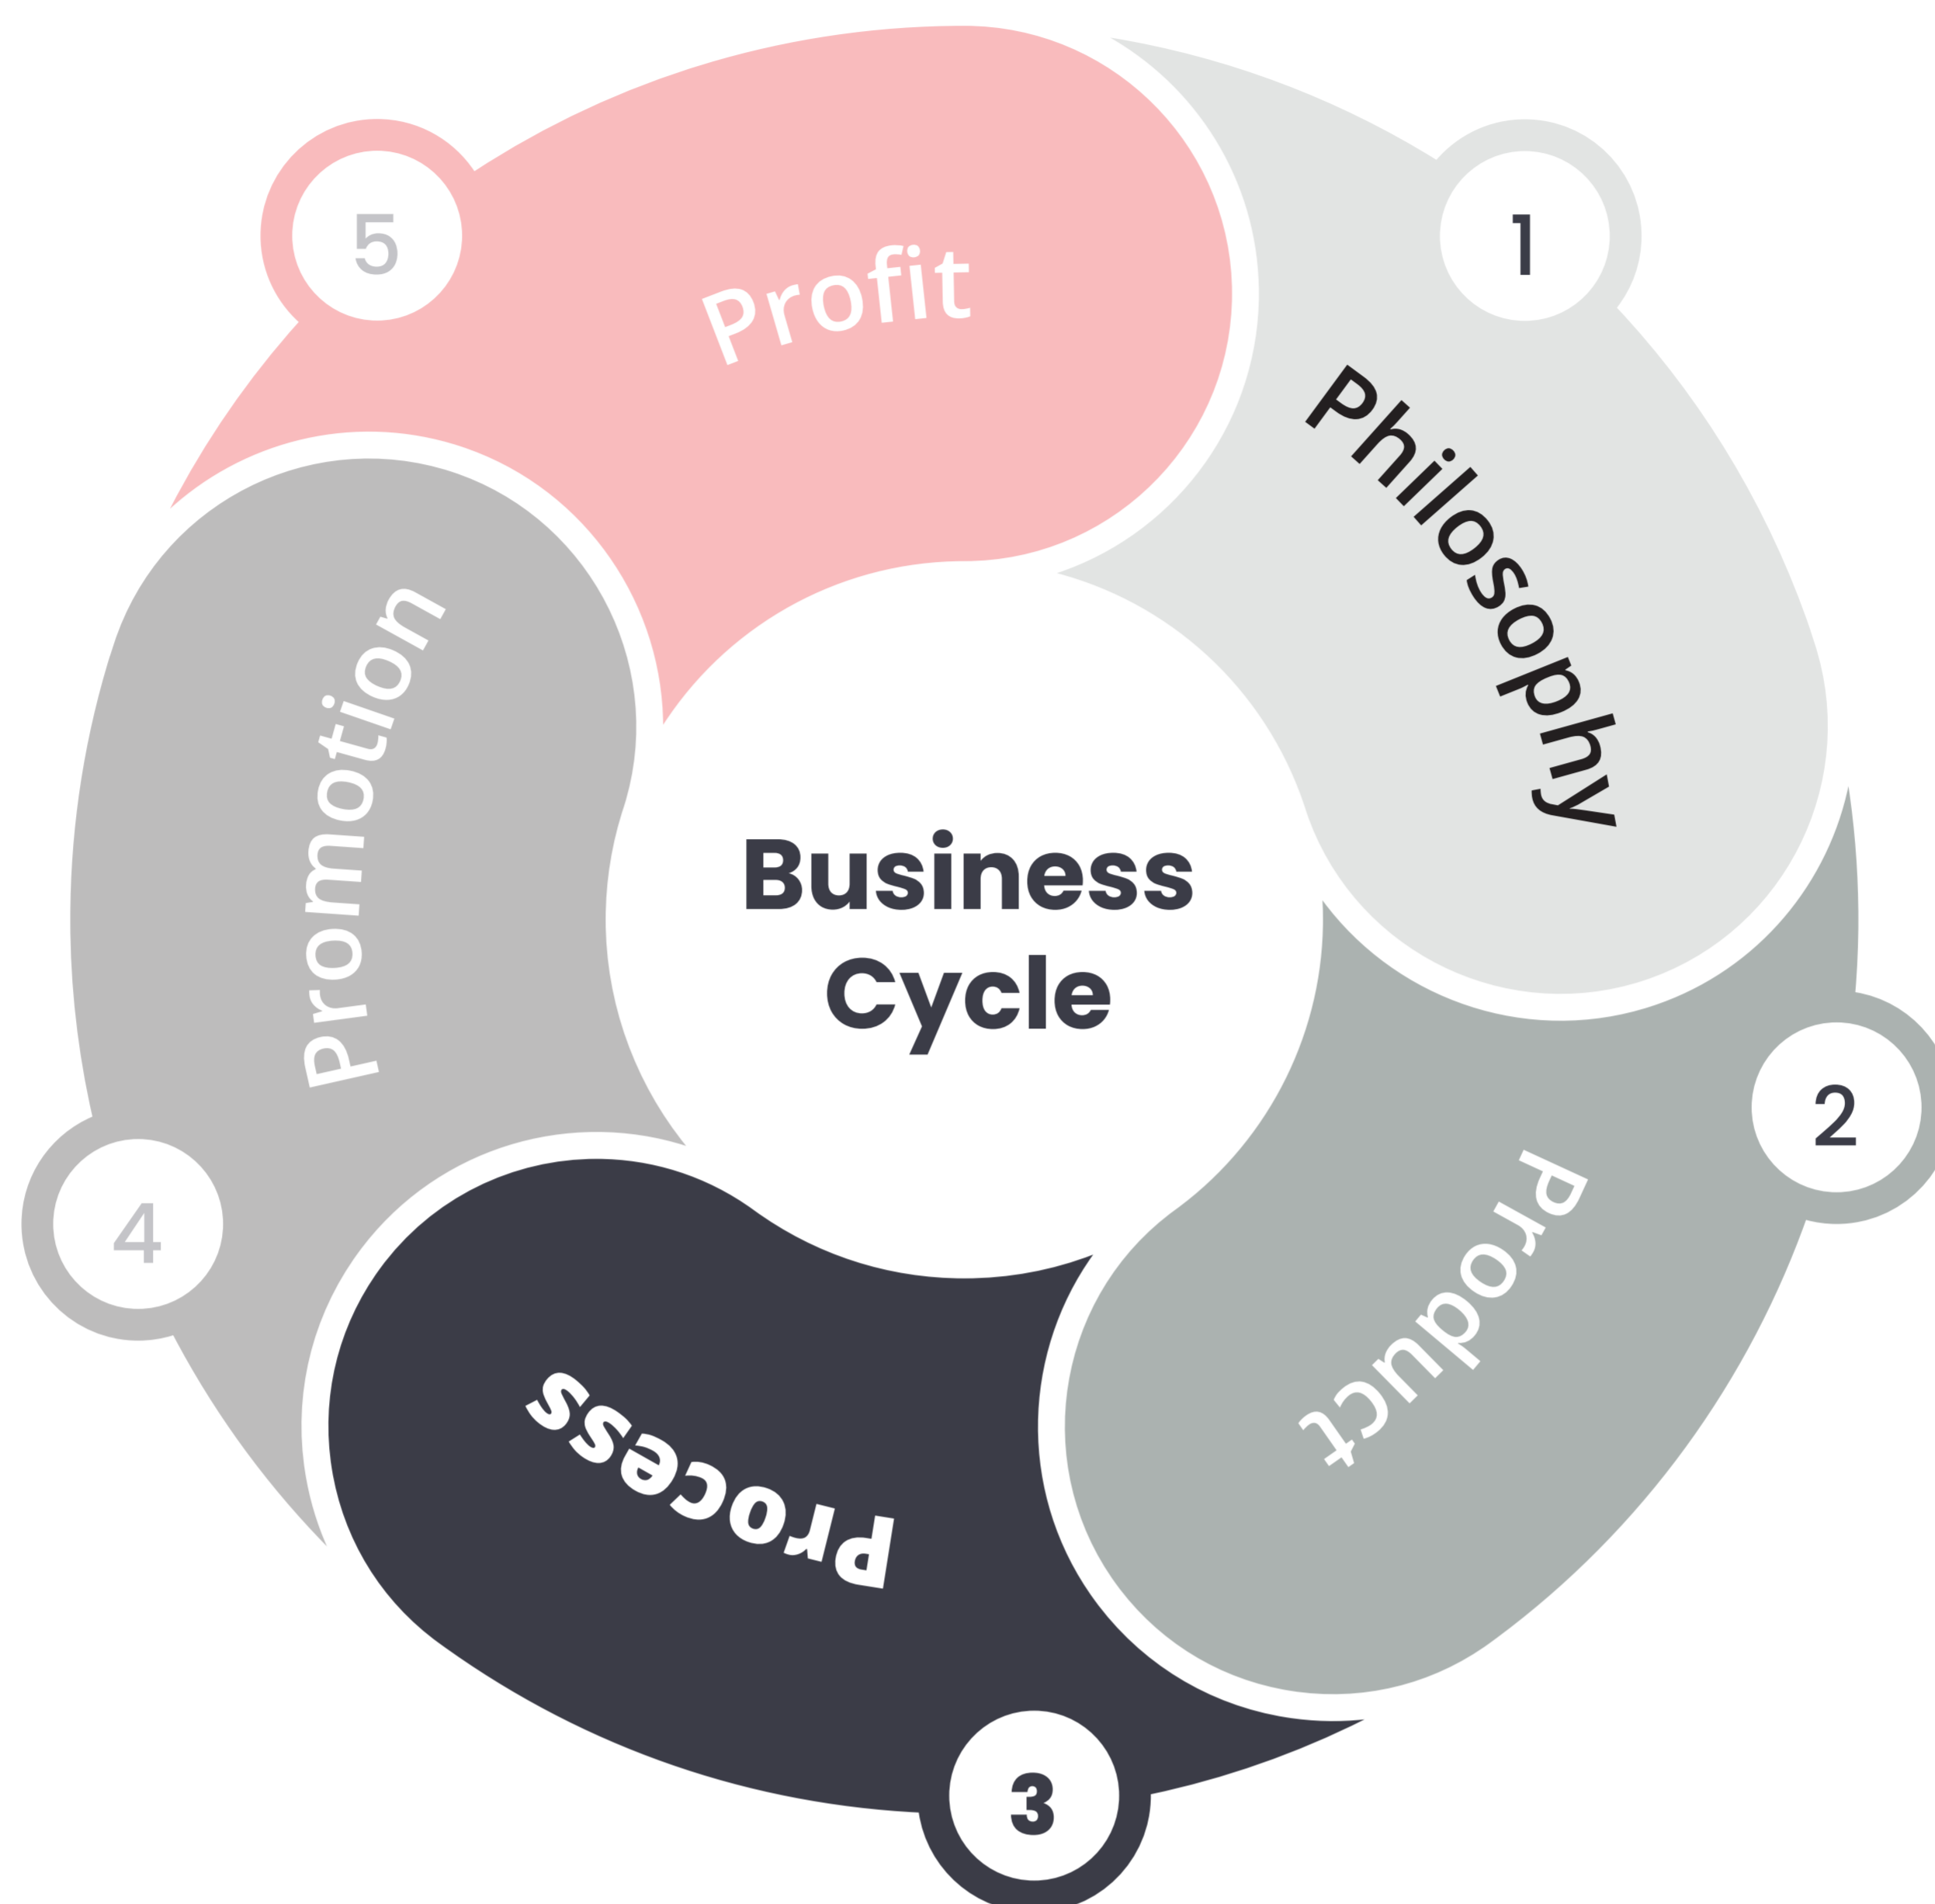 Business
Cycle
1
Philosophy
2
Product
3
Process
4
Promotion
5
Profit